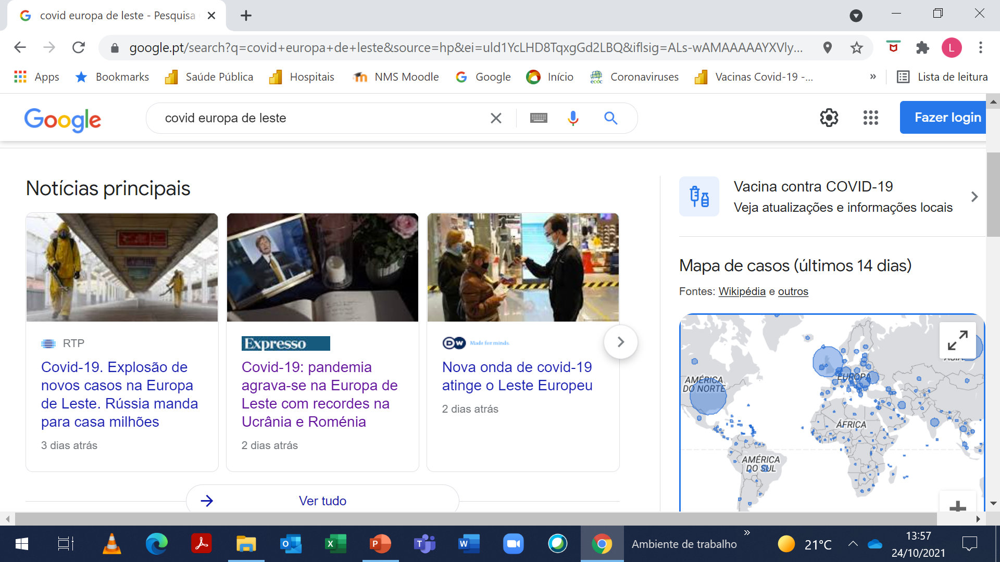 covid europa de leste - Pesquisa
google.pt/search?q=covid+europa+de+leste&source=hp&ei=uld1YcLHD8TqxgGd2LBQ&iflsig=ALs-wAMAAAAAYXVly...
L
Apps
Bookmarks
Saúde Pública
Hospitais
NMS Moodle
Google
Início
Coronaviruses
Vacinas Covid-19 -...
Lista de leitura
Google
covid europa de leste
Fazer login
Notícias principais
RTP
Covid-19. Explosão de
novos casos na Europa
de Leste. Rússia manda
para casa milhões
3 dias atrás
Expresso
Covid-19: pandemia
agrava-se na Europa de
Leste com recordes na
Ucrânia e Roménia
2 dias atrás
DW Made for minds.
Nova onda de covid-19
atinge o Leste Europeu
2 dias atrás
Ver tudo
Vacina contra COVID-19
Veja atualizações e informações locais
Mapa de casos (últimos 14 dias)
Fontes: Wikipédia e outros
AMÉRICA
DO NORTE
EUROPA
ÁSIA
ÁFRICA
AMÉRICA
DO SUL
Ambiente de trabalho
21°C
13:57
24/10/2021